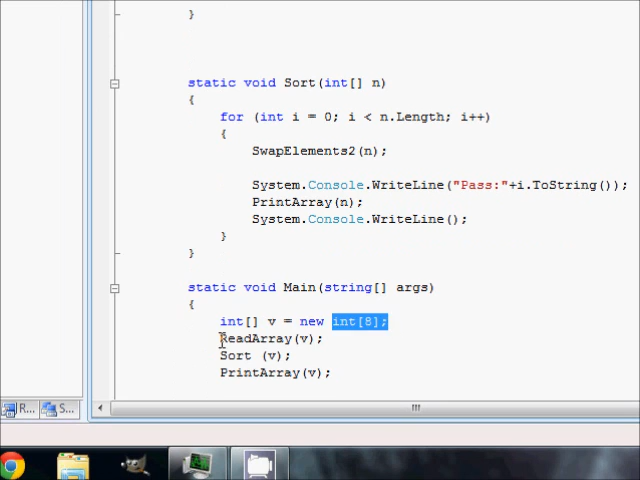 }
static void Sort(int[] n)
{
for (int i = 0; i < n.Length; i++)
{
SwapElements2(n);
System.Console.WriteLine("Pass:"+i.ToString());
PrintArray(n);
System.Console.WriteLine();
}
}
static void Main(string[] args)
{
int[] v = new int[8];
ReadArray(v);
Sort (v);
PrintArray(v);
R... S...